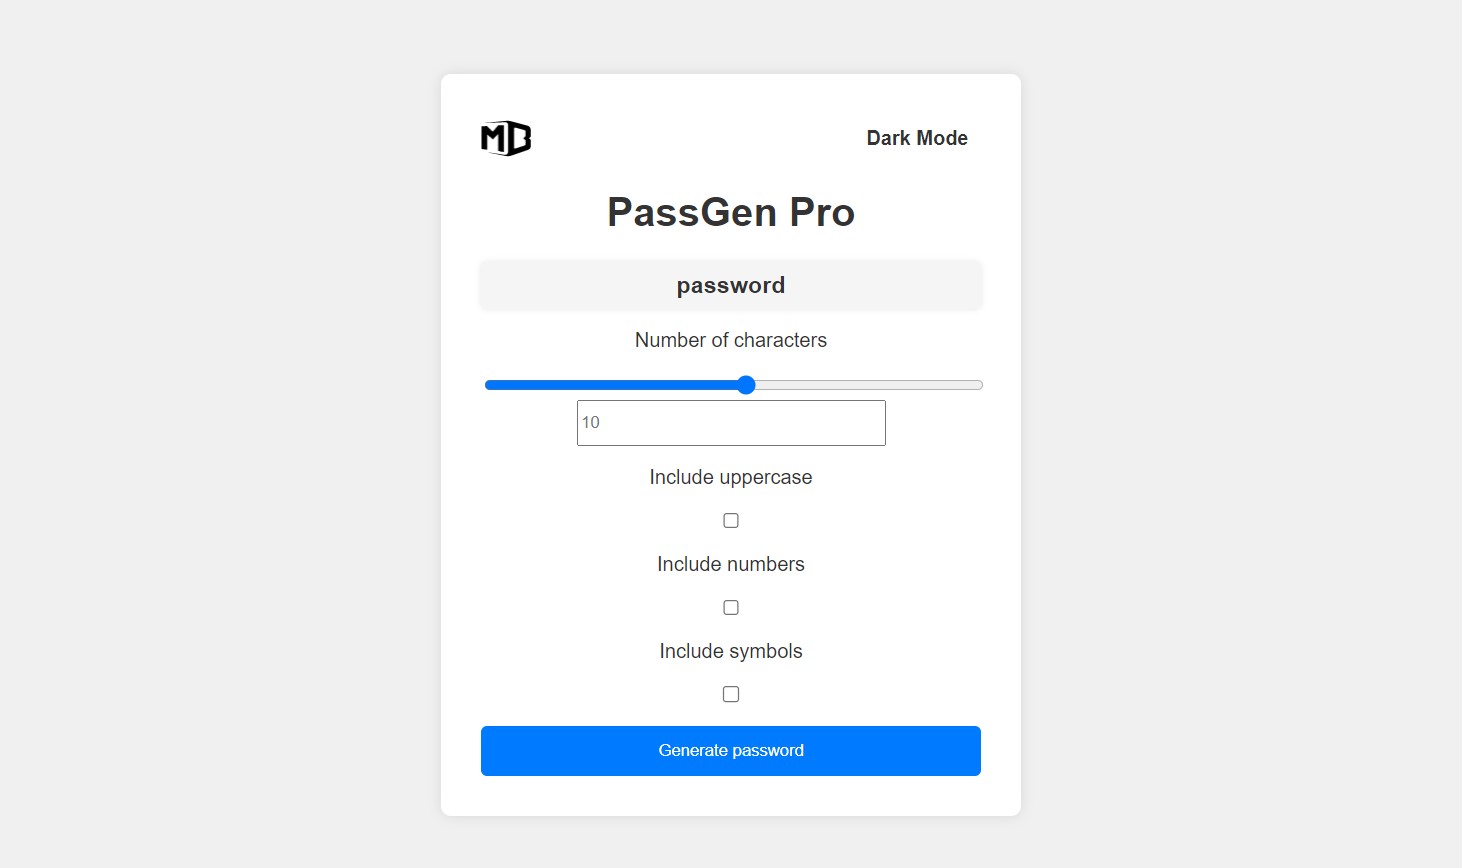 MB
Dark Mode
PassGen Pro
password
Number of characters
10
Include uppercase
Include numbers
Include symbols
Generate password